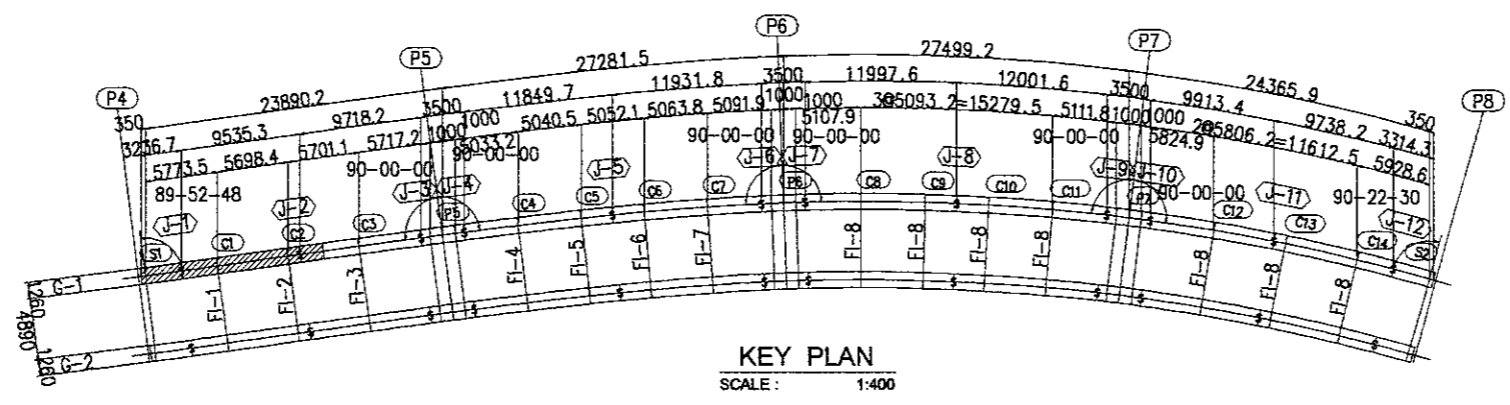 P4
P5
P6
P7
P8
23890.2
27281.5
27499.2
24365.9
350
3236.7
9535.3
9718.2
3500
11849.7
11931.8
3500
11997.6
12001.6
3500
9913.4
9738.2
3314.3
350
5773.5
5698.4
5701.1
5717.2
1000
1000
5033.2
5040.5
5052.1
5063.8
5091.9
1000
1000
5107.9
3@5093.2=15279.5
5111.8
1000
1000
5824.9
2@5806.2=11612.5
5928.6
89-52-48
90-00-00
90-00-00
90-00-00
90-00-00
90-00-00
90-00-00
90-22-30
J-1
J-2
J-3
J-4
J-5
J-6
J-7
J-8
J-9
J-10
J-11
J-12
S1
C1
C2
C3
P5
C4
C5
C6
C7
P6
C8
C9
C10
C11
P7
C12
C13
C14
S2
G-1
G-2
1260
4890
1260
FI-1
FI-2
FI-3
FI-4
FI-5
FI-6
FI-7
FI-8
FI-8
FI-8
FI-8
FI-8
FI-8
FI-8
KEY PLAN
SCALE : 1:400